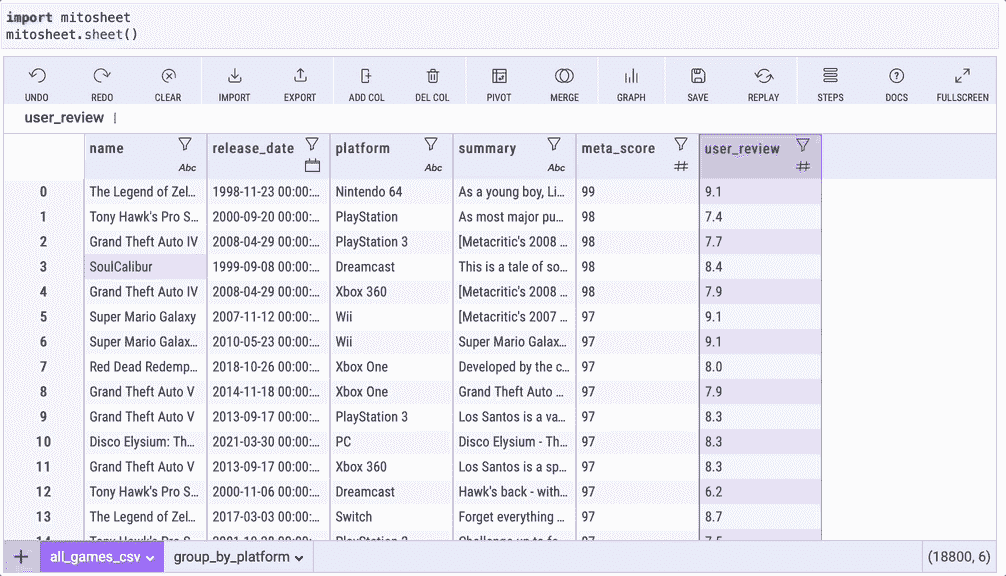 import mitosheet
mitosheet.sheet()
UNDO REDO CLEAR IMPORT EXPORT ADD COL DEL COL PIVOT MERGE GRAPH SAVE REPLAY STEPS DOCS FULLSCREEN
user_review
name release_date platform summary meta_score user_review
Abc Abc Abc
0 The Legend of Zel... 1998-11-23 00:00:... Nintendo 64 As a young boy, Li... 99 9.1
1 Tony Hawk's Pro S... 2000-09-20 00:00:... PlayStation As most major pu... 98 7.4
2 Grand Theft Auto IV 2008-04-29 00:00:... PlayStation 3 [Metacritic's 2008 ... 98 7.7
3 SoulCalibur 1999-09-08 00:00:... Dreamcast This is a tale of so... 98 8.4
4 Grand Theft Auto IV 2008-04-29 00:00:... Xbox 360 [Metacritic's 2008 ... 98 7.9
5 Super Mario Galaxy 2007-11-12 00:00:... Wii [Metacritic's 2007 ... 97 9.1
6 Super Mario Galax... 2010-05-23 00:00:... Wii Super Mario Galax... 97 9.1
7 Red Dead Redemp... 2018-10-26 00:00:... Xbox One Developed by the c... 97 8.0
8 Grand Theft Auto V 2014-11-18 00:00:... Xbox One Grand Theft Auto ... 97 7.9
9 Grand Theft Auto V 2013-09-17 00:00:... PlayStation 3 Los Santos is a va... 97 8.3
10 Disco Elysium: Th... 2021-03-30 00:00:... PC Disco Elysium - Th... 97 8.3
11 Grand Theft Auto V 2013-09-17 00:00:... Xbox 360 Los Santos is a sp... 97 8.3
12 Tony Hawk's Pro S... 2000-11-06 00:00:... Dreamcast Hawk's back - with... 97 6.2
13 The Legend of Zel... 2017-03-03 00:00:... Switch Forget everything ... 97 8.7
+ all_games_csv group_by_platform (18800, 6)